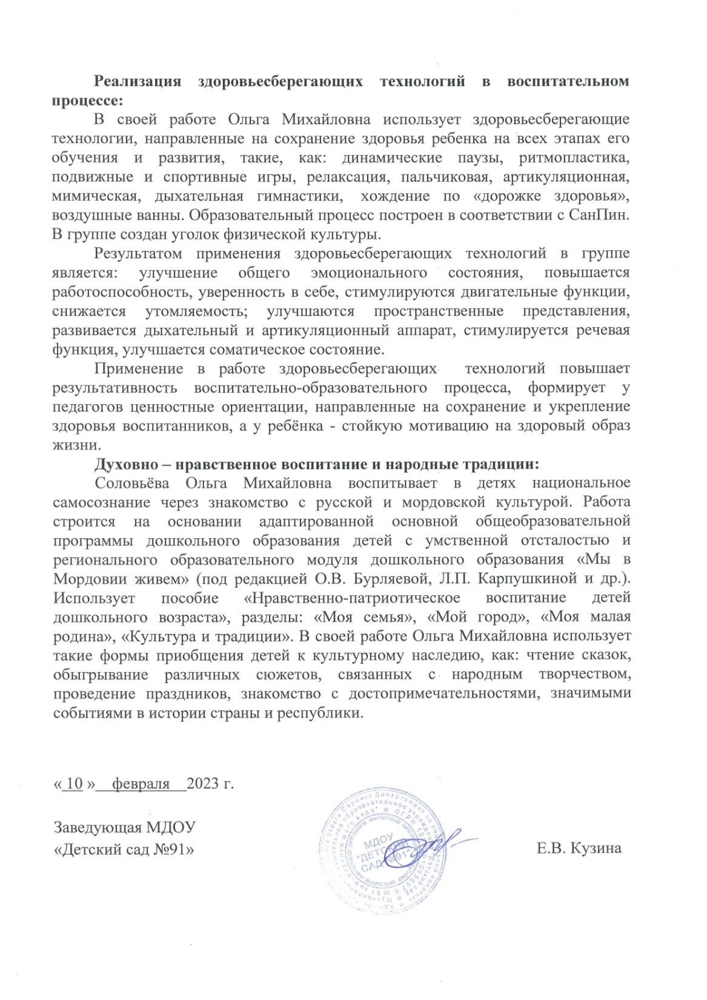 Реализация здоровьесберегающих технологий в воспитательном
процессе:
В своей работе Ольга Михайловна использует здоровьесберегающие
технологии, направленные на сохранение здоровья ребенка на всех этапах его
обучения и развития, такие, как: динамические паузы, ритмопластика,
подвижные и спортивные игры, релаксация, пальчиковая, артикуляционная,
мимическая, дыхательная гимнастики, хождение по «дорожке здоровья»,
воздушные ванны. Образовательный процесс построен в соответствии с СанПин.
В группе создан уголок физической культуры.
Результатом применения здоровьесберегающих технологий в группе
является: улучшение общего эмоционального состояния, повышается
работоспособность, уверенность в себе, стимулируются двигательные функции,
снижается утомляемость; улучшаются пространственные представления,
развивается дыхательный и артикуляционный аппарат, стимулируется речевая
функция, улучшается соматическое состояние.
Применение в работе здоровьесберегающих технологий повышает
результативность воспитательно-образовательного процесса, формирует у
педагогов ценностные ориентации, направленные на сохранение и укрепление
здоровья воспитанников, а у ребёнка - стойкую мотивацию на здоровый образ
жизни.
Духовно – нравственное воспитание и народные традиции:
Соловьёва Ольга Михайловна воспитывает в детях национальное
самосознание через знакомство с русской и мордовской культурой. Работа
строится на основании адаптированной основной общеобразовательной
программы дошкольного образования детей с умственной отсталостью и
регионального образовательного модуля дошкольного образования «Мы в
Мордовии живем» (под редакцией О.В. Бурляевой, Л.П. Карпушкиной и др.).
Использует пособие «Нравственно-патриотическое воспитание детей
дошкольного возраста», разделы: «Моя семья», «Мой город», «Моя малая
родина», «Культура и традиции». В своей работе Ольга Михайловна использует
такие формы приобщения детей к культурному наследию, как: чтение сказок,
обыгрывание различных сюжетов, связанных с народным творчеством,
проведение праздников, знакомство с достопримечательностями, значимыми
событиями в истории страны и республики.
« 10 » февраля 2023 г.
Заведующая МДОУ
«Детский сад №91»
Е.В. Кузина
МДОУ
"ДЕТСКИЙ
САД №91"